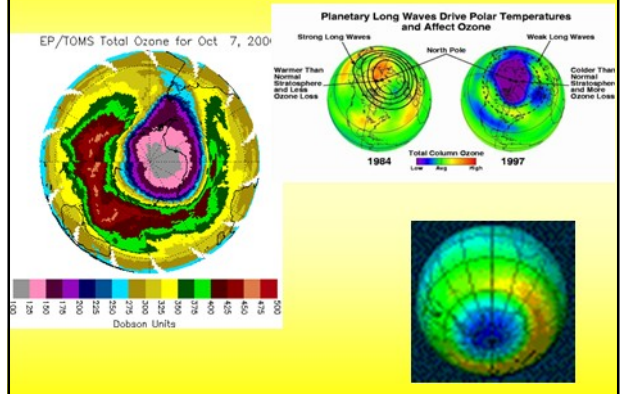 EP/TOMS Total Ozone for Oct 7, 200
100
125
150
175
200
225
250
275
300
325
350
375
400
425
450
475
500
Dobson Units
Planetary Long Waves Drive Polar Temperatures
and Affect Ozone
Strong Long Waves
Weak Long Waves
North Pole
Warmer Than
Normal
Stratosphere
and Less
Ozone Loss
Colder Than
Normal
Stratosphere
and More
Ozone Loss
Total Column Ozone
1984
Low Avg High
1997